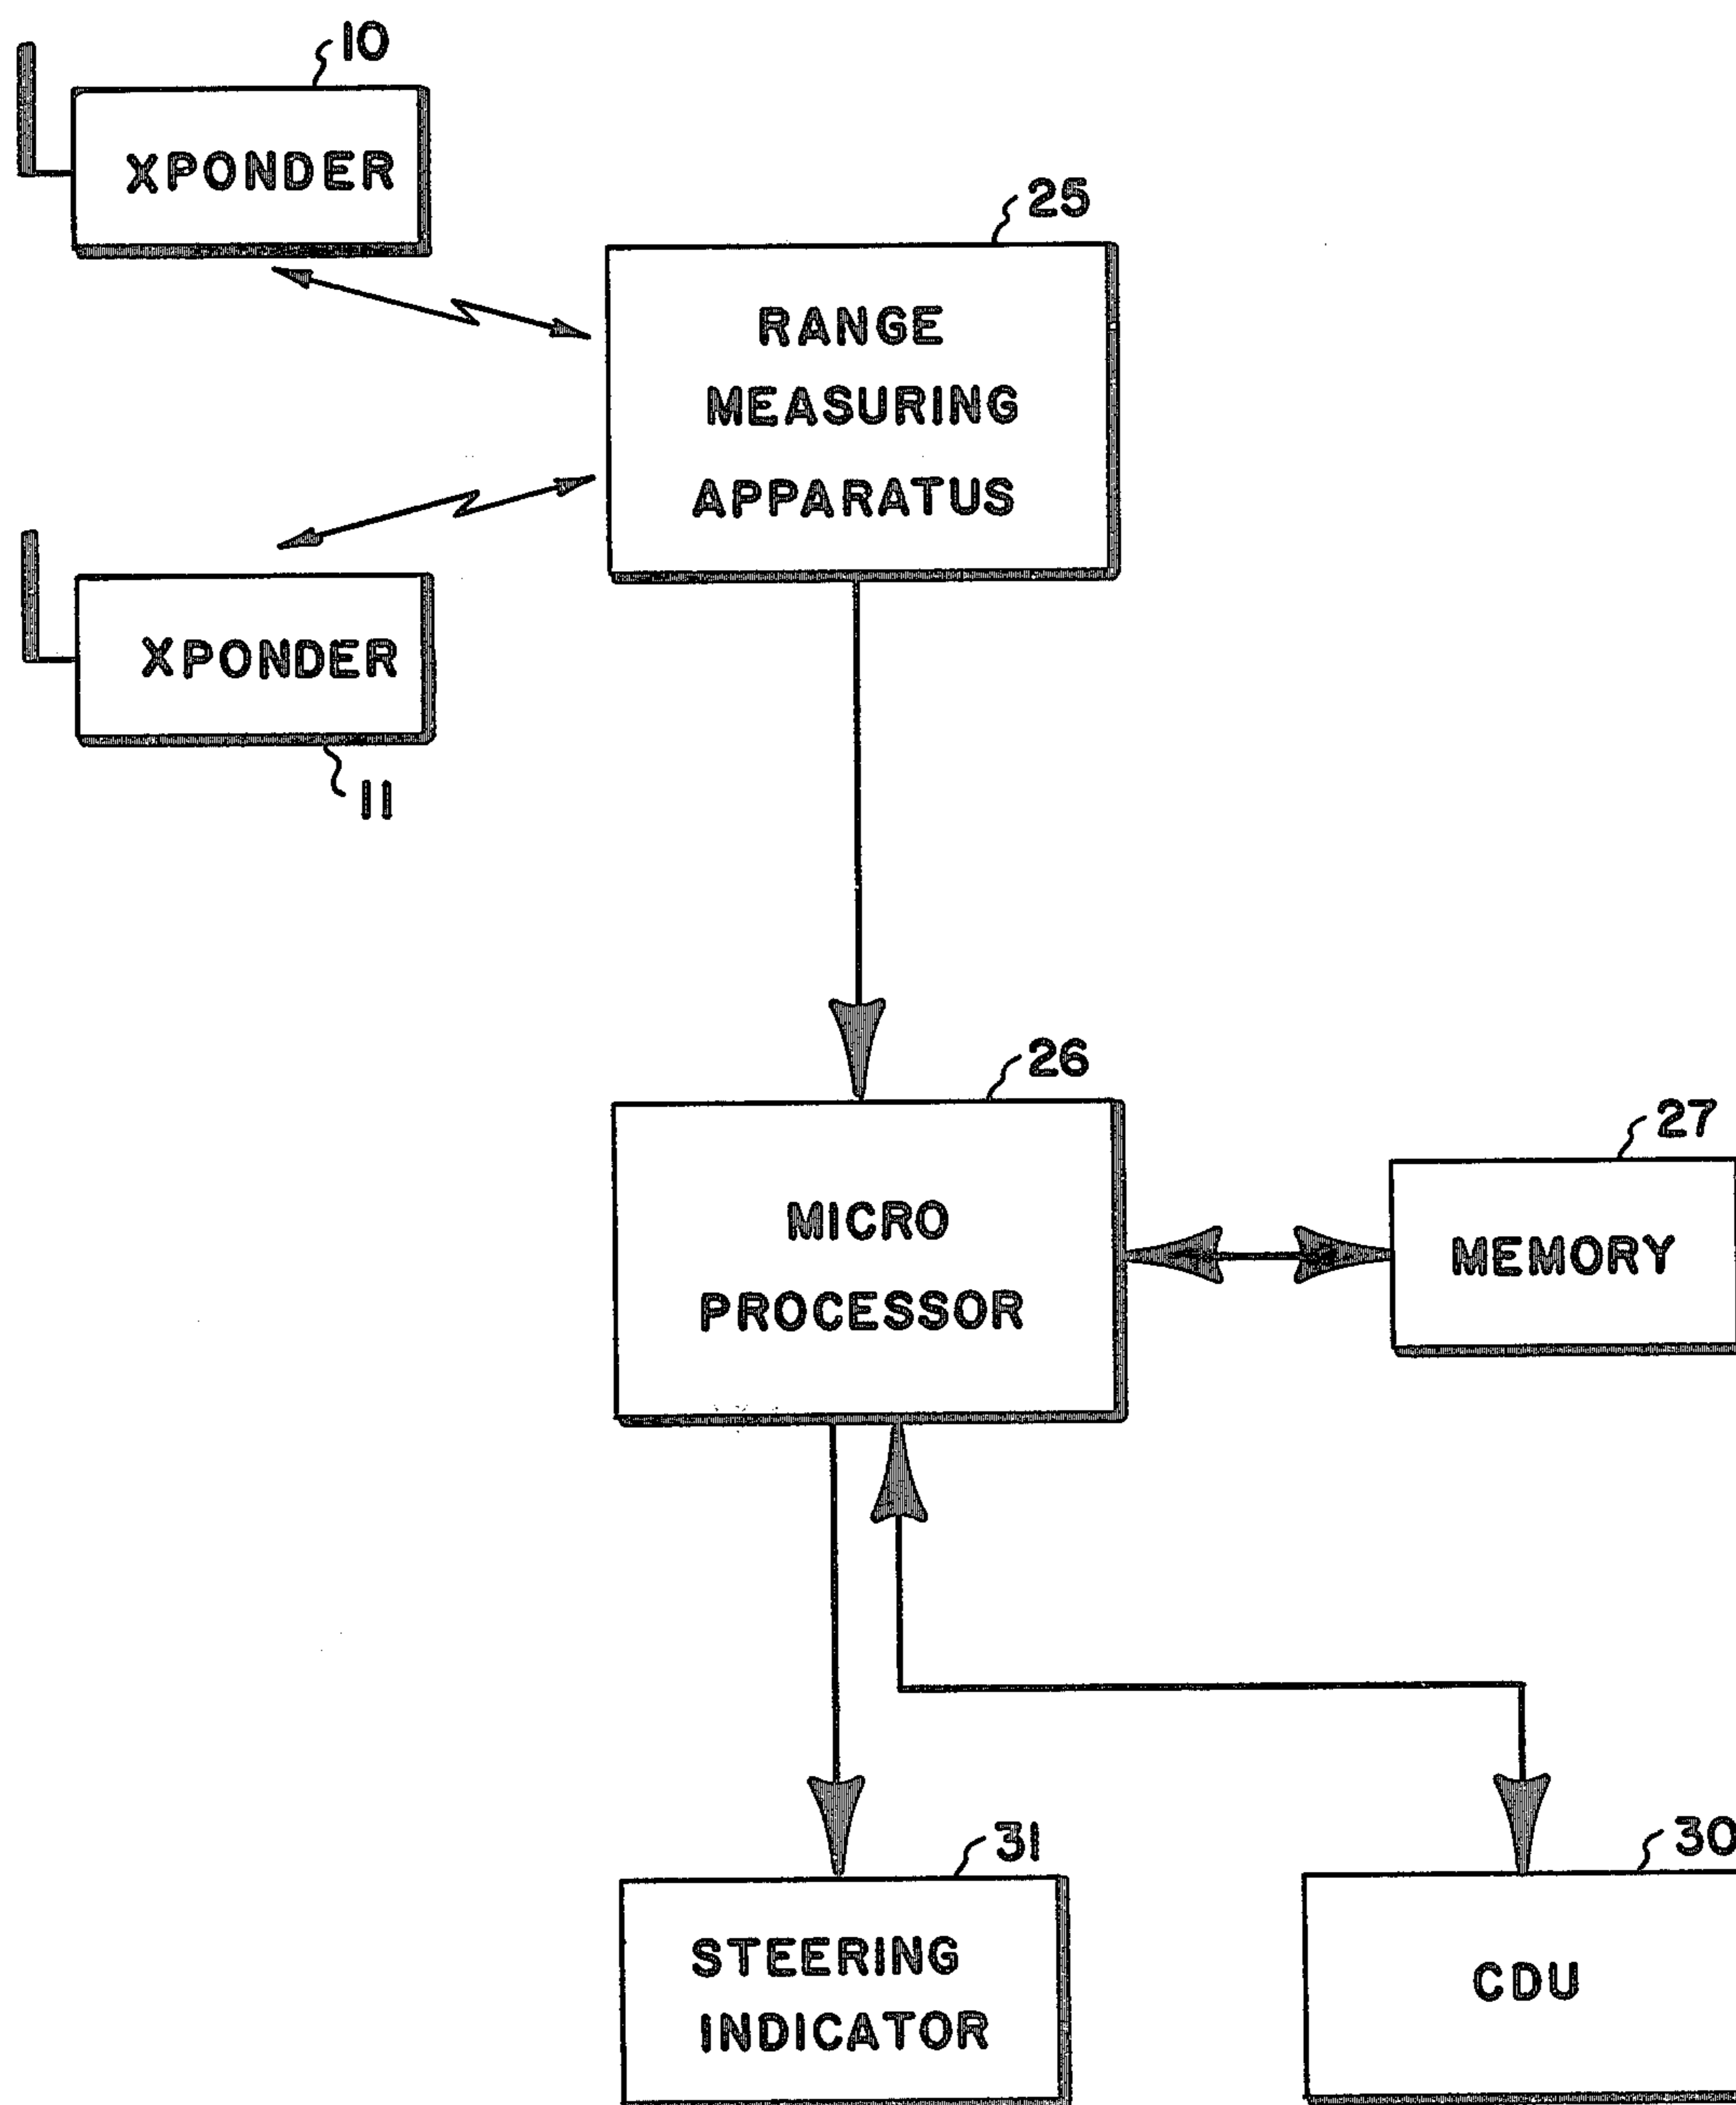 10
XPONDER
25
RANGE
MEASURING
APPARATUS
XPONDER
11
26
MICRO
PROCESSOR
27
MEMORY
31
STEERING
INDICATOR
30
CDU